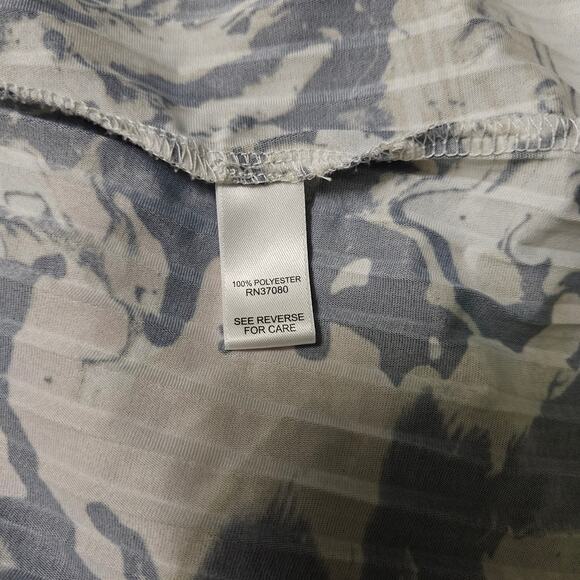 100% POLYESTER
RN37080
SEE REVERSE
FOR CARE